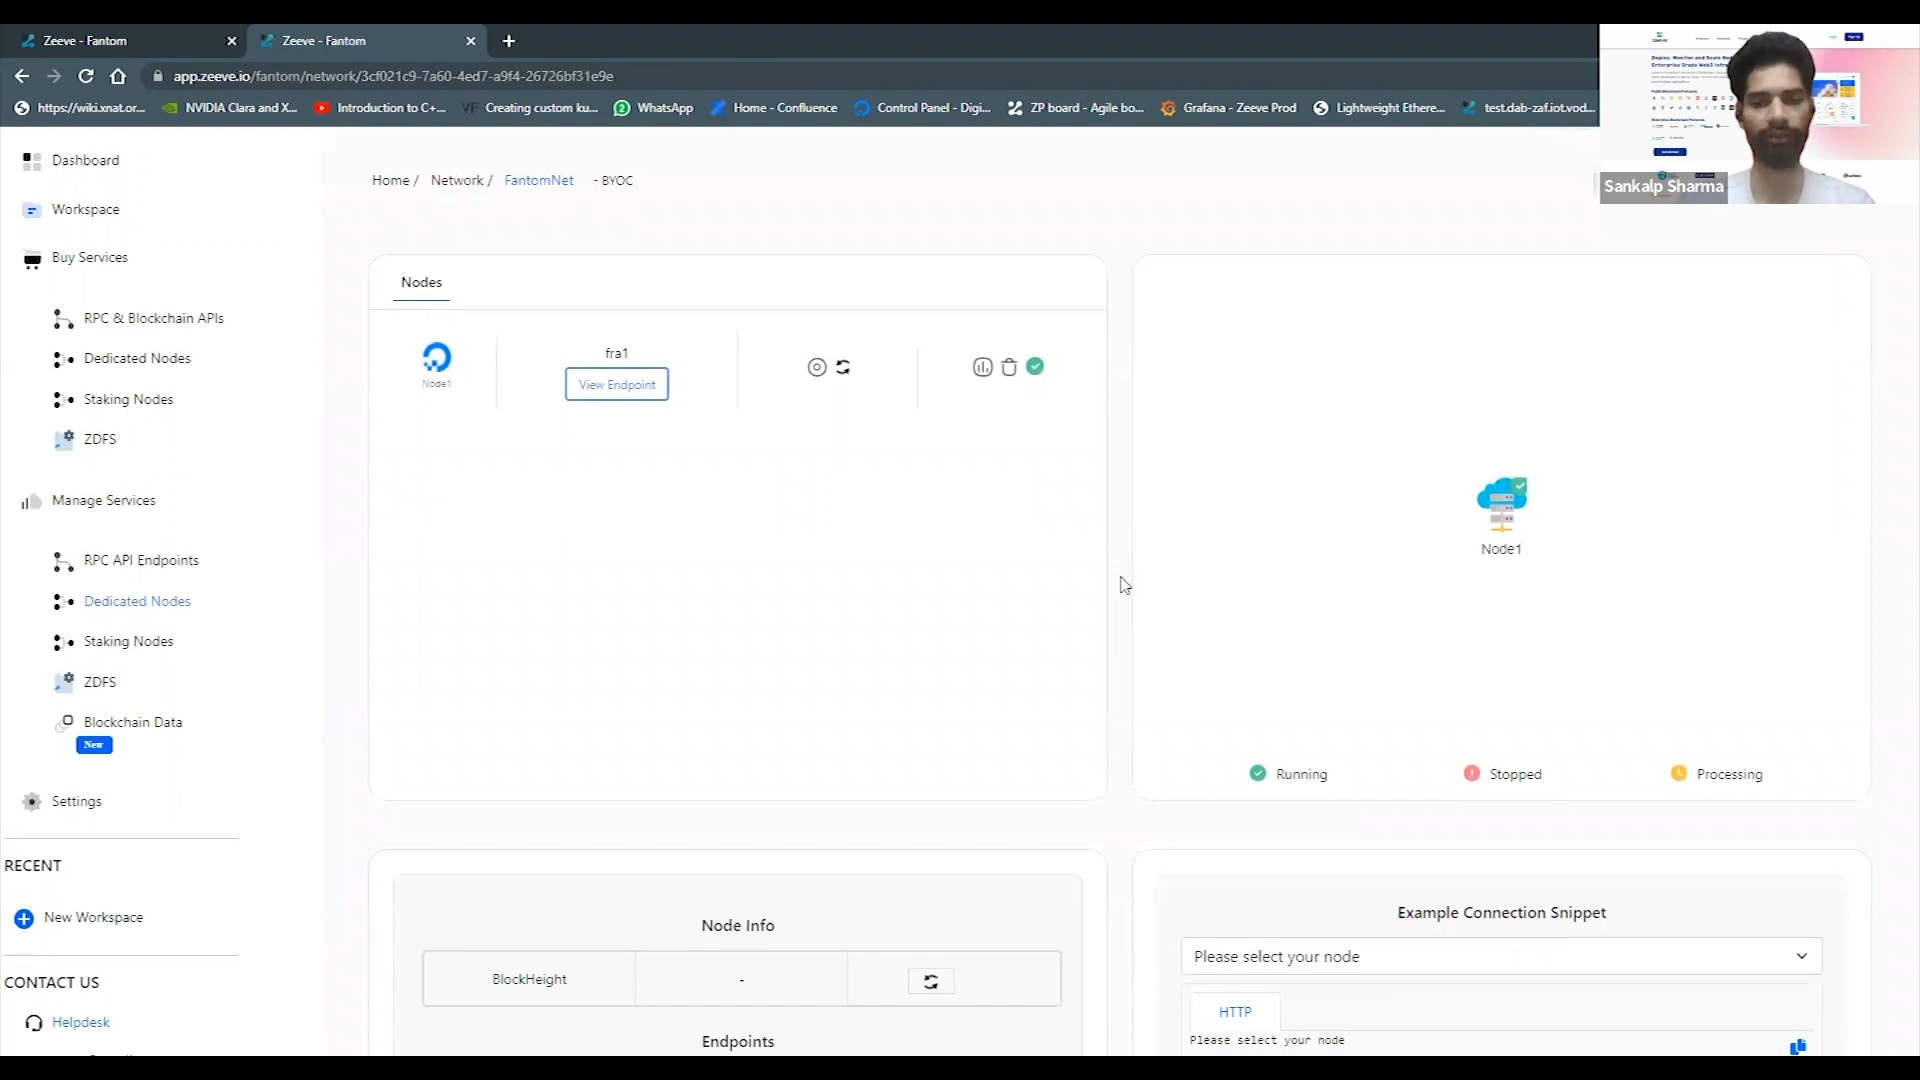 Zeeve - Fantom
Zeeve - Fantom
app.zeeve.io/fantom/network/3cf021c9-7a60-4ed7-a9f4-26726bf31e9e
https://wiki.xnat.or...
NVIDIA Clara and X...
Introduction to C+...
Creating custom ku...
WhatsApp
Home - Confluence
Control Panel - Digi...
ZP board - Agile bo...
Grafana - Zeeve Prod
Lightweight Ethere...
test.dab-zaf.iot.vod...
Sankalp Sharma
Dashboard
Workspace
Buy Services
RPC & Blockchain APIs
Dedicated Nodes
Staking Nodes
ZDFS
Manage Services
RPC API Endpoints
Dedicated Nodes
Staking Nodes
ZDFS
Blockchain Data
New
Settings
RECENT
New Workspace
CONTACT US
Helpdesk
Home / Network / FantomNet - BYOC
Nodes
Node1
fra1
View Endpoint
Node1
Running
Stopped
Processing
Node Info
BlockHeight
-
Endpoints
Example Connection Snippet
Please select your node
HTTP
Please select your node